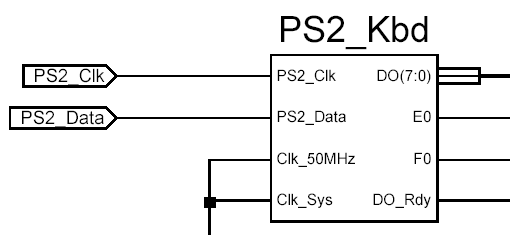 PS2_Kbd
PS2_Clk
PS2_Clk
DO(7:0)
PS2_Data
PS2_Data
E0
Clk_50MHz
F0
Clk_Sys
DO_Rdy